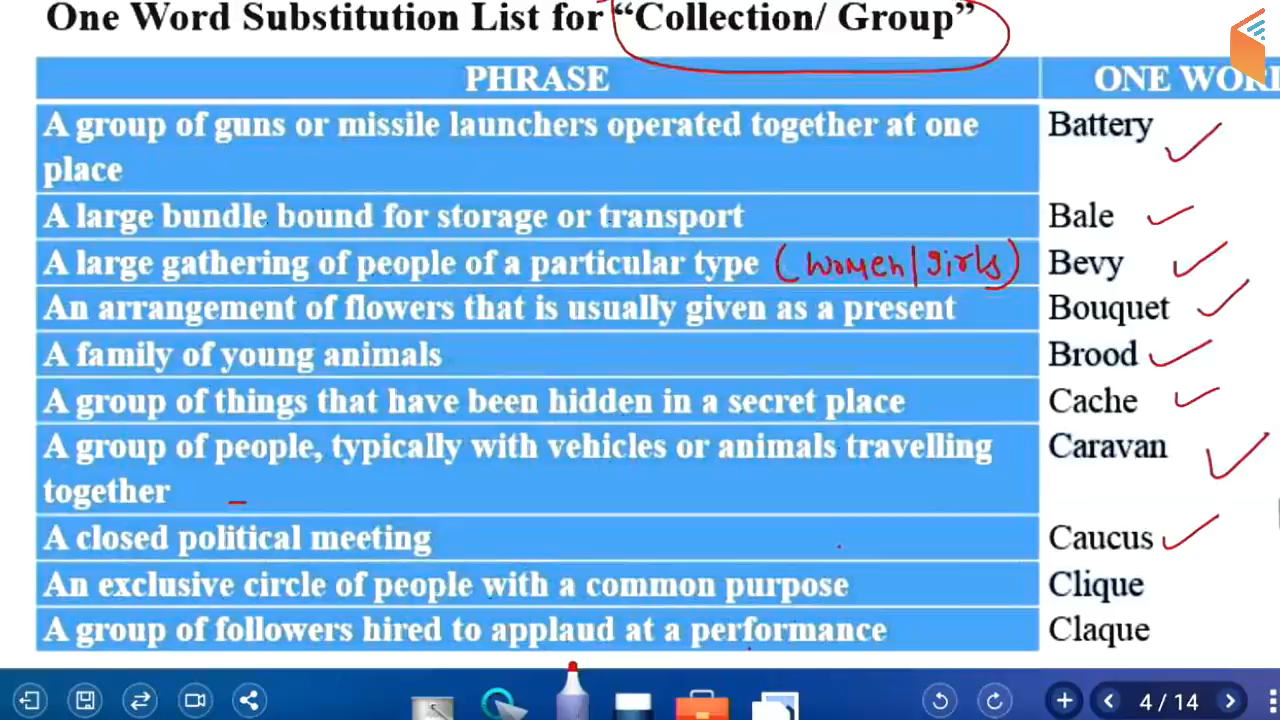 One Word Substitution List for “Collection/ Group”
PHRASE ONE WORD
A group of guns or missile launchers operated together at one Battery
place
A large bundle bound for storage or transport Bale
A large gathering of people of a particular type (women/girls) Bevy
An arrangement of flowers that is usually given as a present Bouquet
A family of young animals Brood
A group of things that have been hidden in a secret place Cache
A group of people, typically with vehicles or animals travelling Caravan
together
A closed political meeting Caucus
An exclusive circle of people with a common purpose Clique
A group of followers hired to applaud at a performance Claque
4 / 14